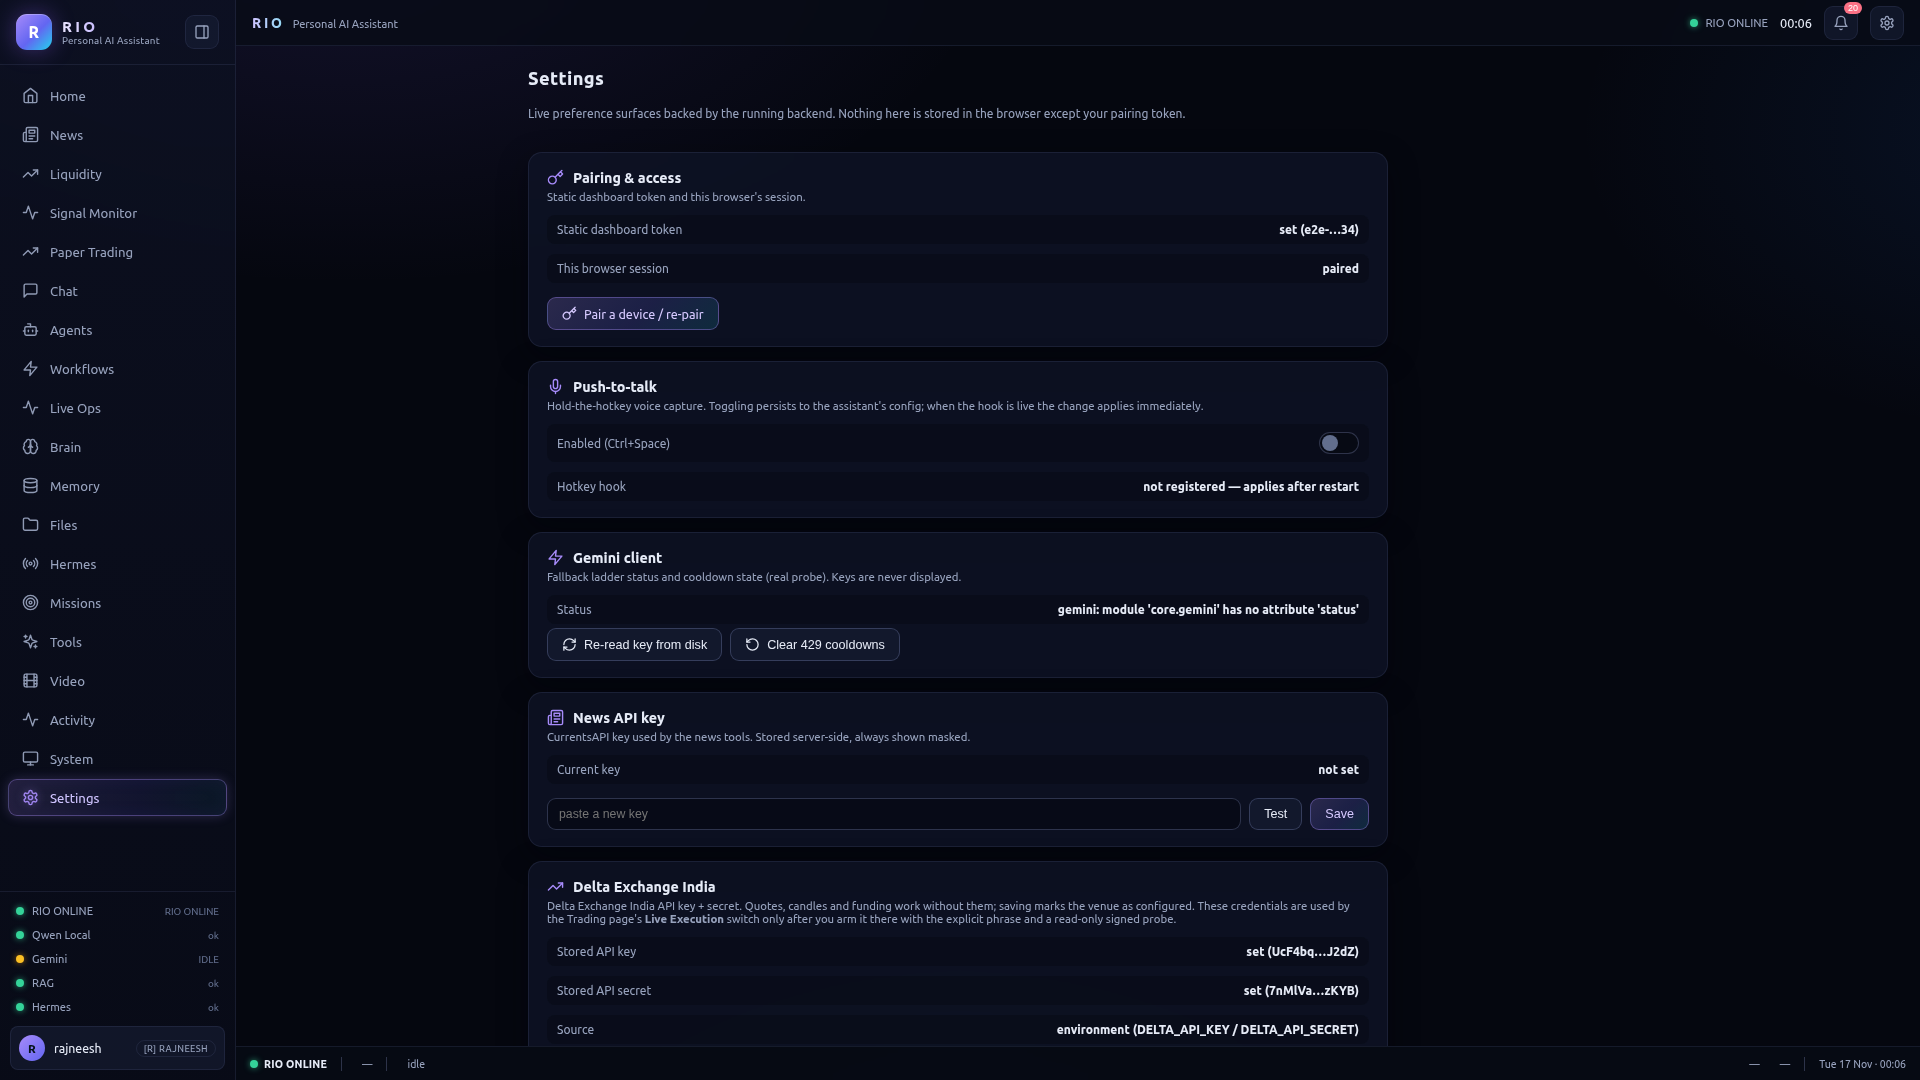 R
RIO
Personal AI Assistant
Home
News
Liquidity
Signal Monitor
Paper Trading
Chat
Agents
Workflows
Live Ops
Brain
Memory
Files
Hermes
Missions
Tools
Video
Activity
System
Settings
RIO ONLINE RIO ONLINE
Qwen Local ok
Gemini IDLE
RAG ok
Hermes ok
R rajneesh [R] RAJNEESH
RIO Personal AI Assistant
RIO ONLINE 00:06 20
Settings
Live preference surfaces backed by the running backend. Nothing here is stored in the browser except your pairing token.
Pairing & access
Static dashboard token and this browser's session.
Static dashboard token set (e2e-…34)
This browser session paired
Pair a device / re-pair
Push-to-talk
Hold-the-hotkey voice capture. Toggling persists to the assistant's config; when the hook is live the change applies immediately.
Enabled (Ctrl+Space)
Hotkey hook not registered — applies after restart
Gemini client
Fallback ladder status and cooldown state (real probe). Keys are never displayed.
Status gemini: module 'core.gemini' has no attribute 'status'
Re-read key from disk Clear 429 cooldowns
News API key
CurrentsAPI key used by the news tools. Stored server-side, always shown masked.
Current key not set
paste a new key Test Save
Delta Exchange India
Delta Exchange India API key + secret. Quotes, candles and funding work without them; saving marks the venue as configured. These credentials are used by
the Trading page's Live Execution switch only after you arm it there with the explicit phrase and a read-only signed probe.
Stored API key set (UcF4bq…J2dZ)
Stored API secret set (7nMlVa…zKYB)
Source environment (DELTA_API_KEY / DELTA_API_SECRET)
RIO ONLINE — idle — — Tue 17 Nov · 00:06